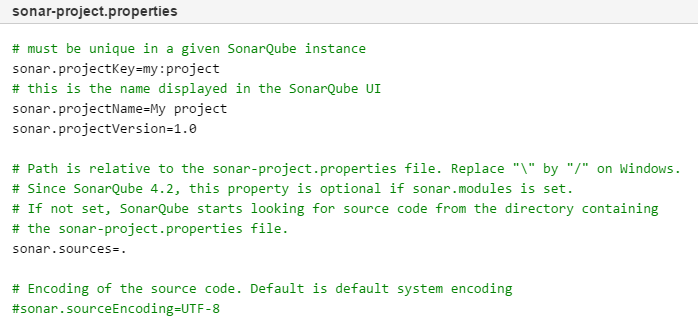 sonar-project.properties
# must be unique in a given SonarQube instance
sonar.projectKey=my:project
# this is the name displayed in the SonarQube UI
sonar.projectName=My project
sonar.projectVersion=1.0
# Path is relative to the sonar-project.properties file. Replace "\" by "/" on Windows.
# Since SonarQube 4.2, this property is optional if sonar.modules is set.
# If not set, SonarQube starts looking for source code from the directory containing
# the sonar-project.properties file.
sonar.sources=.
# Encoding of the source code. Default is default system encoding
#sonar.sourceEncoding=UTF-8